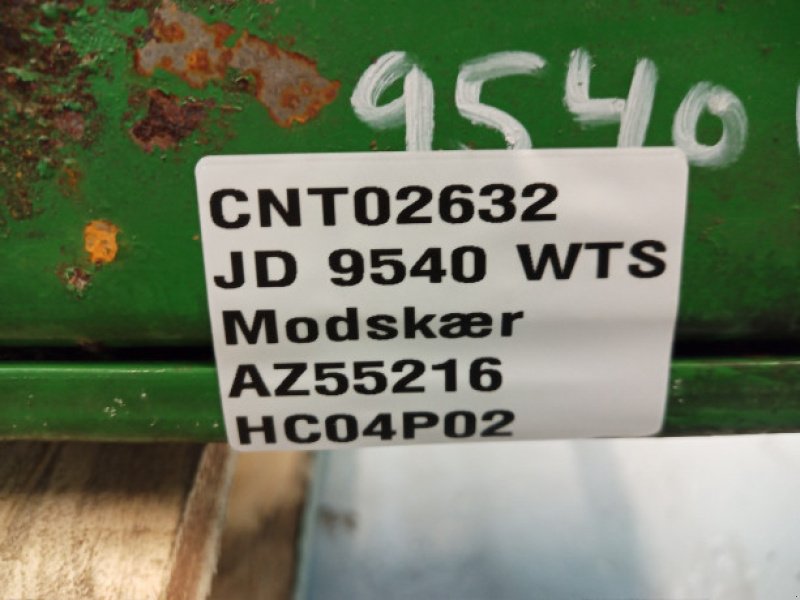 9540
CNT02632
JD 9540 WTS
Modskær
AZ55216
HC04P02